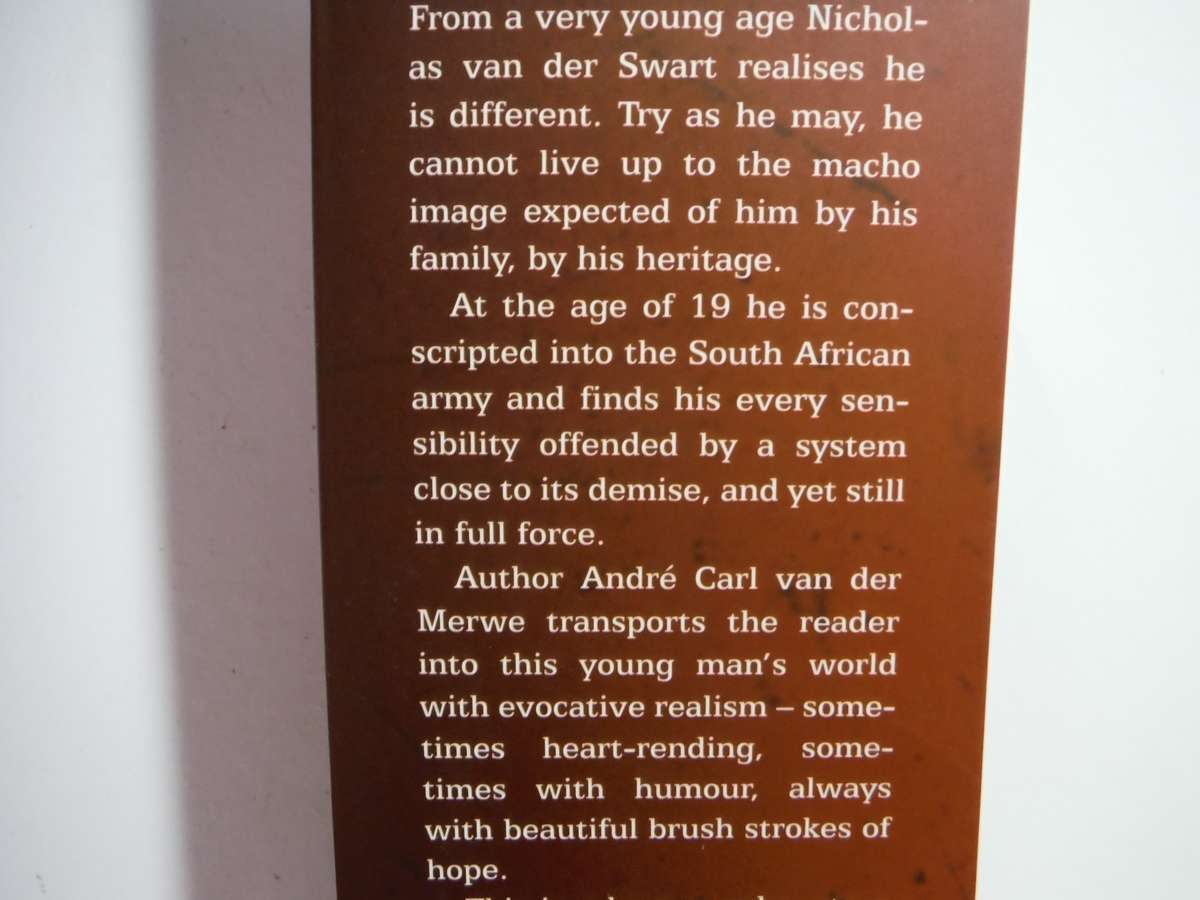 From a very young age Nichol-
as van der Swart realises he
is different. Try as he may, he
cannot live up to the macho
image expected of him by his
family, by his heritage.
At the age of 19 he is con-
scripted into the South African
army and finds his every sen-
sibility offended by a system
close to its demise, and yet still
in full force.
Author André Carl van der
Merwe transports the reader
into this young man's world
with evocative realism – some-
times heart-rending, some-
times with humour, always
with beautiful brush strokes of
hope.